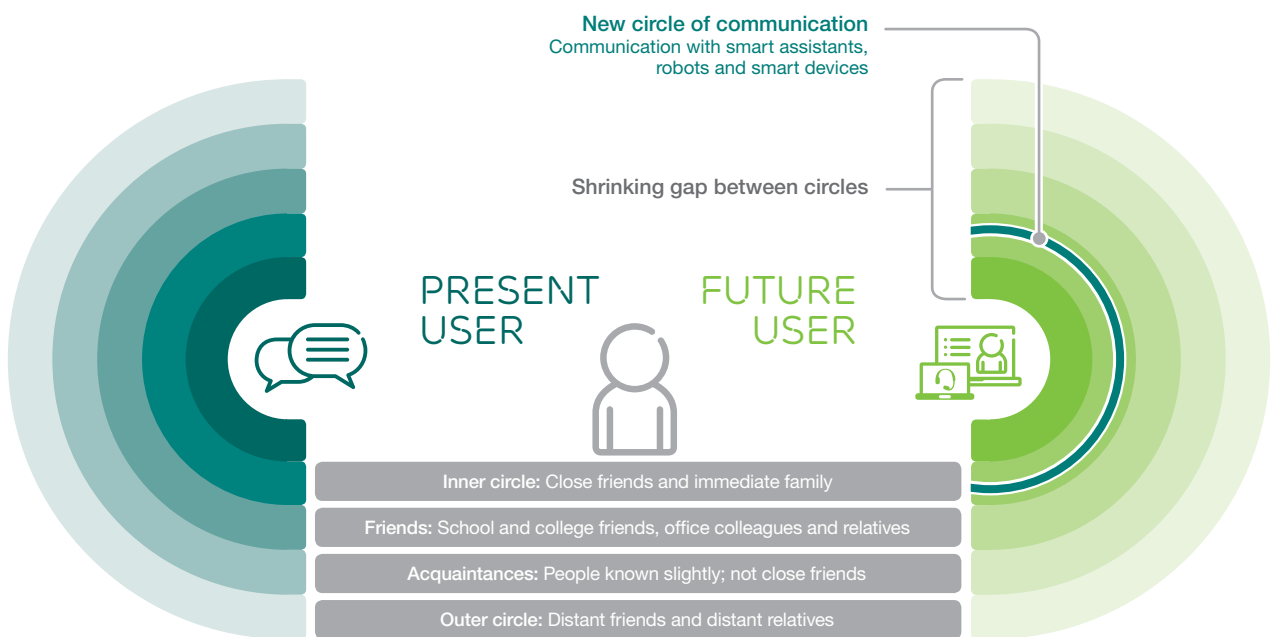 New circle of communication
Communication with smart assistants,
robots and smart devices
Shrinking gap between circles
PRESENT
USER
FUTURE
USER
Inner circle: Close friends and immediate family
Friends: School and college friends, office colleagues and relatives
Acquaintances: People known slightly; not close friends
Outer circle: Distant friends and distant relatives